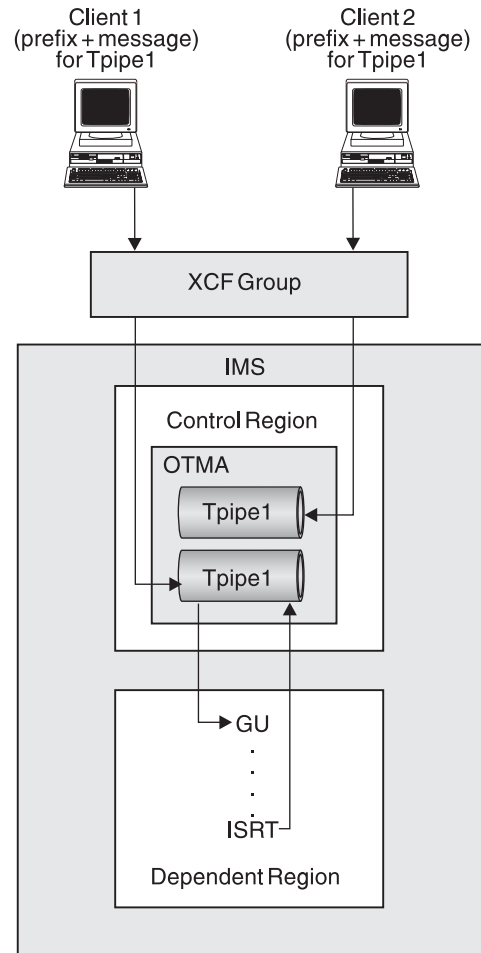 Client 1
(prefix + message)
for Tpipe1
Client 2
(prefix + message)
for Tpipe1
XCF Group
IMS
Control Region
OTMA
Tpipe1
Tpipe1
GU
ISRT
Dependent Region